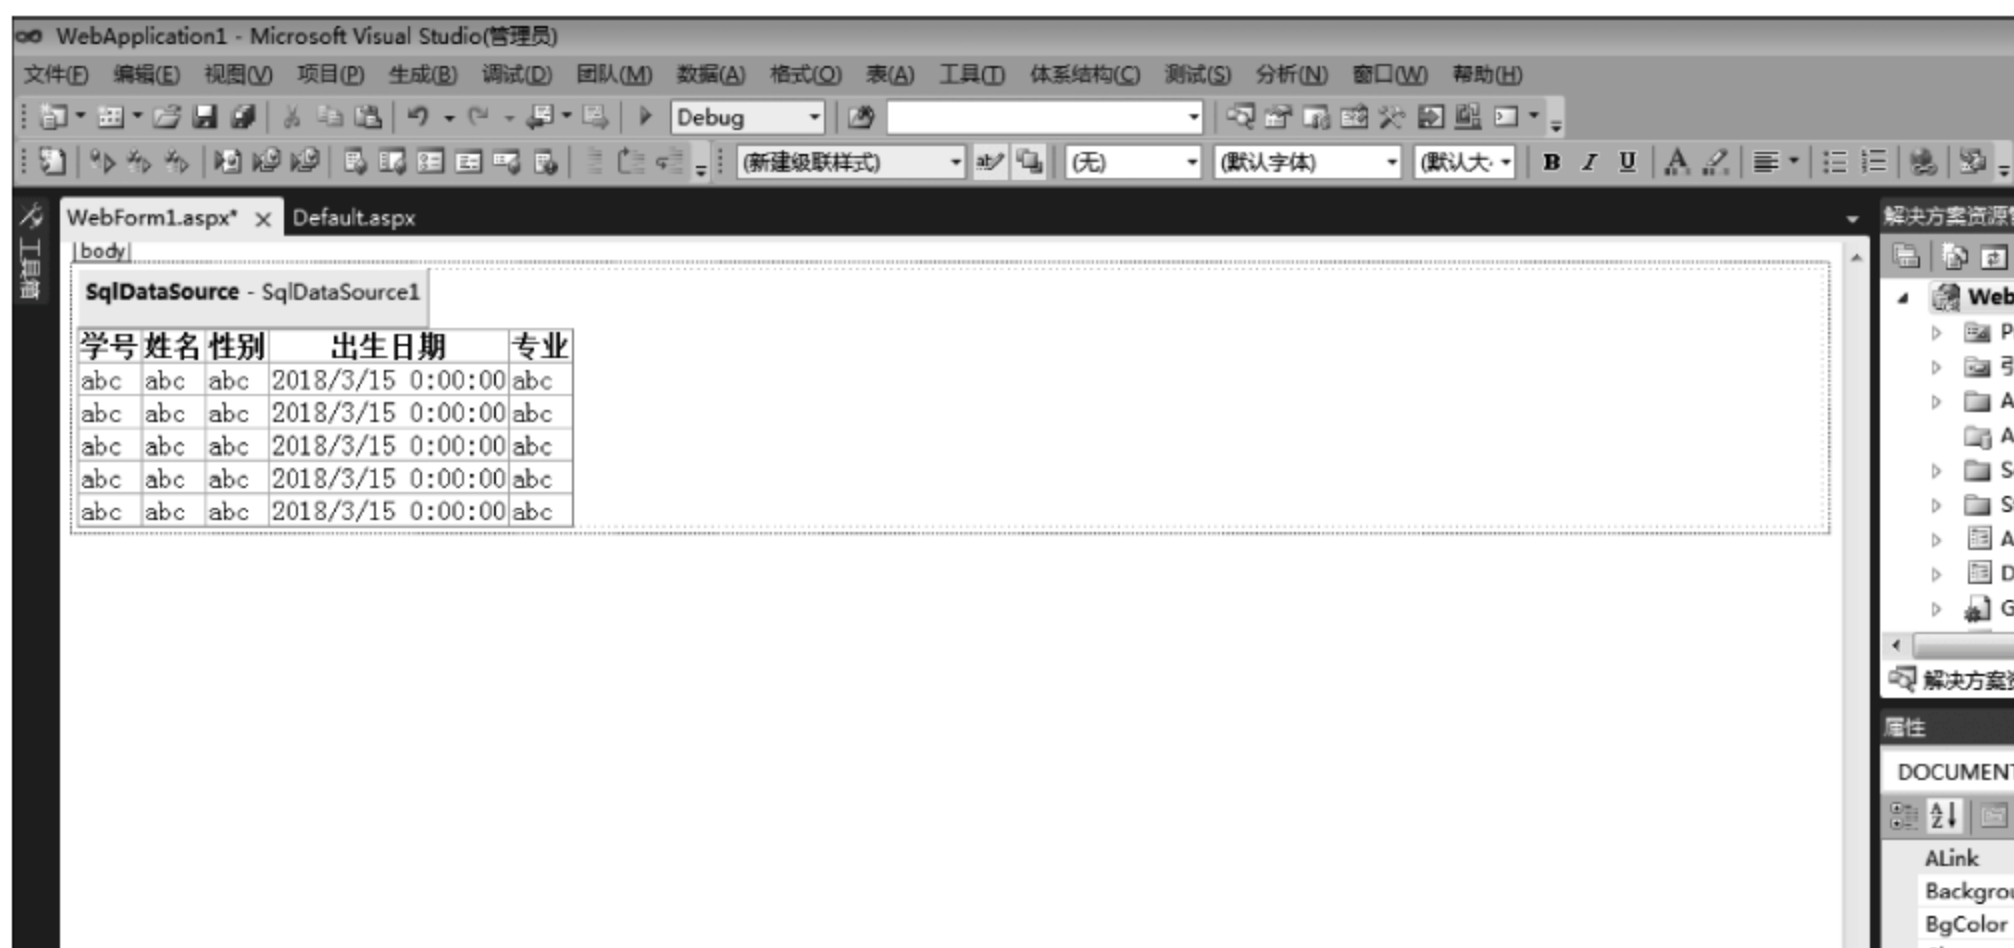 WebApplication1 - Microsoft Visual Studio(管理员)
文件(F) 编辑(E) 视图(V) 项目(P) 生成(B) 调试(D) 团队(M) 数据(A) 格式(O) 表(A) 工具(T) 体系结构(C) 测试(S) 分析(N) 窗口(W) 帮助(H)
Debug
(新建级联样式) (无) (默认字体) (默认大· B I U A
工具箱
WebForm1.aspx* × Default.aspx
body
SqlDataSource - SqlDataSource1
学号 姓名 性别 出生日期 专业
abc abc abc 2018/3/15 0:00:00 abc
abc abc abc 2018/3/15 0:00:00 abc
abc abc abc 2018/3/15 0:00:00 abc
abc abc abc 2018/3/15 0:00:00 abc
abc abc abc 2018/3/15 0:00:00 abc
解决方案资源
Web
P
引
A
A
S
S
A
D
G
解决方案
属性
DOCUMENT
ALink
Backgrou
BgColor